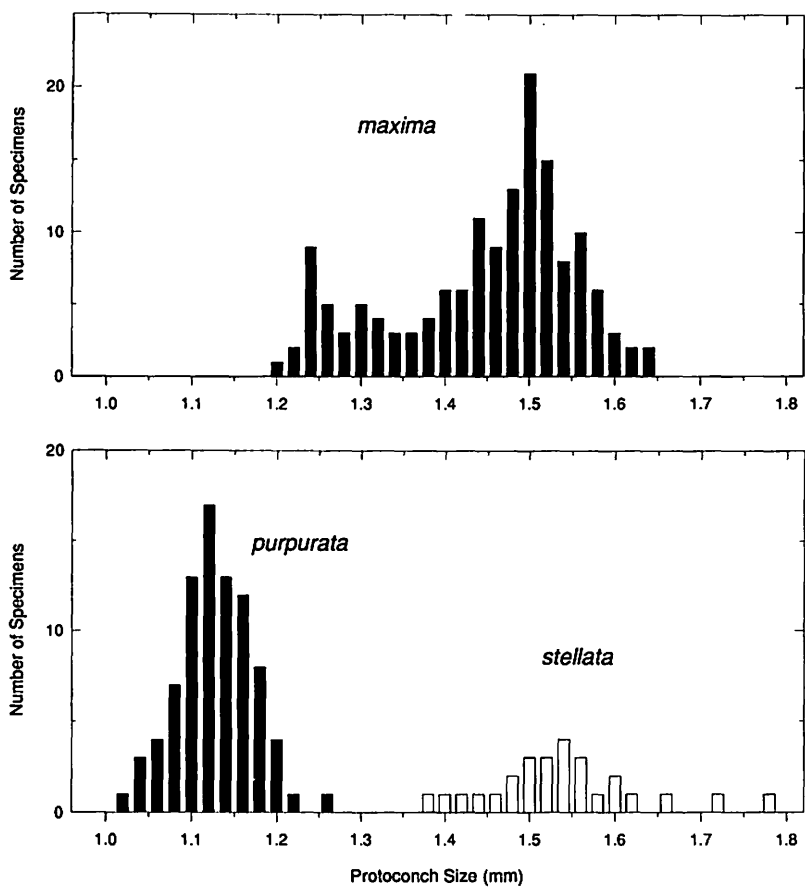 Number of Specimens
20
10
0
maxima
1.0 1.1 1.2 1.3 1.4 1.5 1.6 1.7 1.8
Number of Specimens
20
10
0
purpurata
stellata
1.0 1.1 1.2 1.3 1.4 1.5 1.6 1.7 1.8
Protoconch Size (mm)